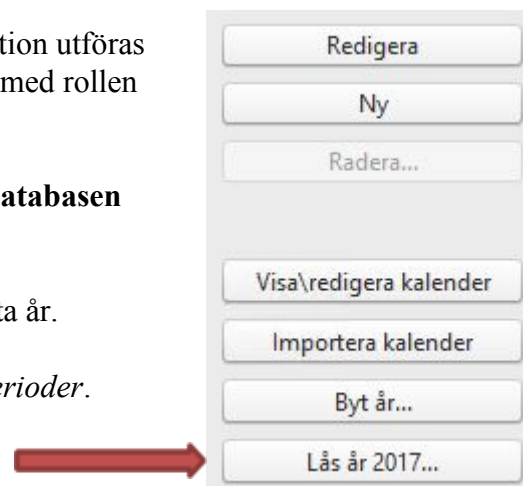 tion utföras
med rollen
atabasen
ta år.
erioder.
Redigera
Ny
Radera...
Visa\redigera kalender
Importera kalender
Byt år...
Lås år 2017...